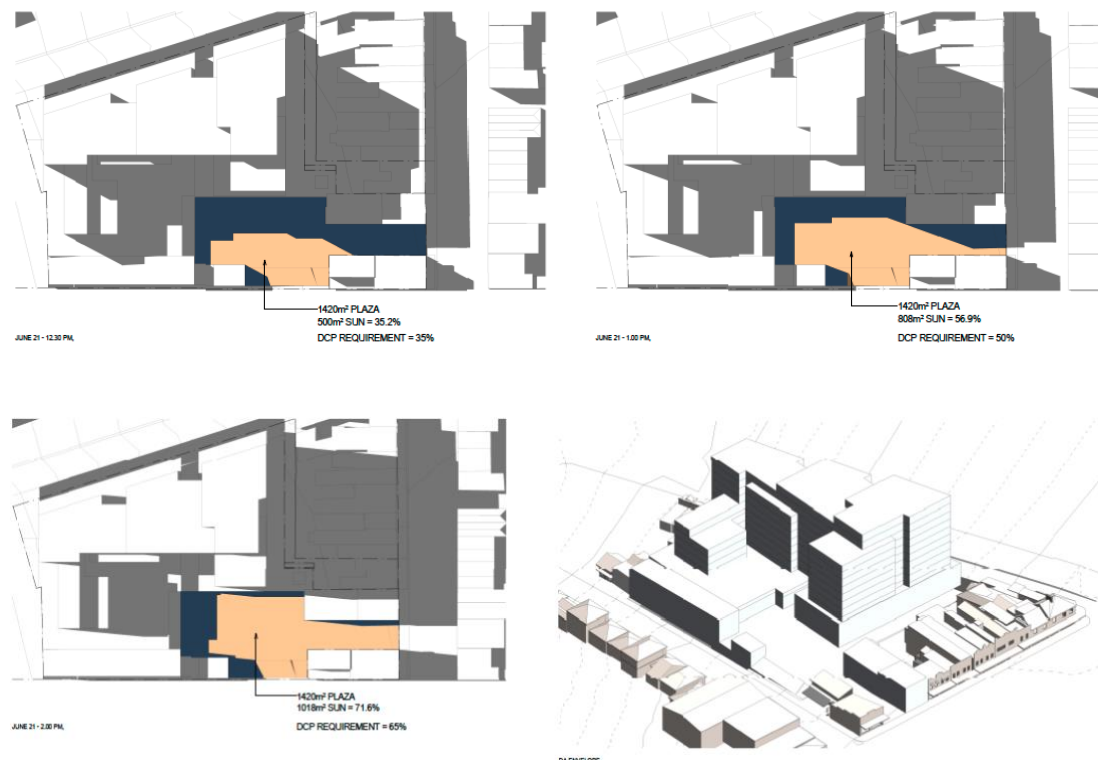 1420m² PLAZA
500m² SUN = 35.2%
DCP REQUIREMENT = 35%
JUNE 21 - 12.30 PM,
1420m² PLAZA
808m² SUN = 56.9%
DCP REQUIREMENT = 50%
JUNE 21 - 1.00 PM,
1420m² PLAZA
1018m² SUN = 71.6%
DCP REQUIREMENT = 65%
JUNE 21 - 2.00 PM,
ENVELOPE